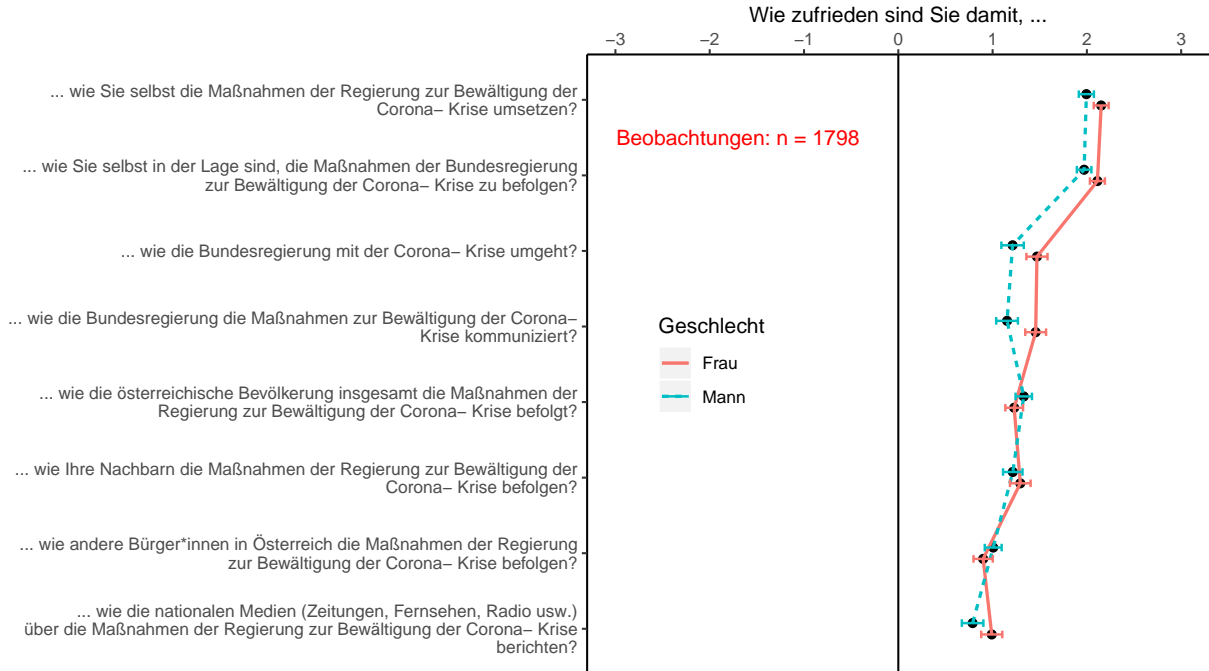 Wie zufrieden sind Sie damit, ...
−3 −2 −1 0 1 2 3
... wie Sie selbst die Maßnahmen der Regierung zur Bewältigung der
Corona− Krise umsetzen?
Beobachtungen: n = 1798
... wie Sie selbst in der Lage sind, die Maßnahmen der Bundesregierung
zur Bewältigung der Corona− Krise zu befolgen?
... wie die Bundesregierung mit der Corona− Krise umgeht?
... wie die Bundesregierung die Maßnahmen zur Bewältigung der Corona−
Krise kommuniziert?
Geschlecht
Frau
Mann
... wie die österreichische Bevölkerung insgesamt die Maßnahmen der
Regierung zur Bewältigung der Corona− Krise befolgt?
... wie Ihre Nachbarn die Maßnahmen der Regierung zur Bewältigung der
Corona− Krise befolgen?
... wie andere Bürger*innen in Österreich die Maßnahmen der Regierung
zur Bewältigung der Corona− Krise befolgen?
... wie die nationalen Medien (Zeitungen, Fernsehen, Radio usw.)
über die Maßnahmen der Regierung zur Bewältigung der Corona− Krise
berichten?